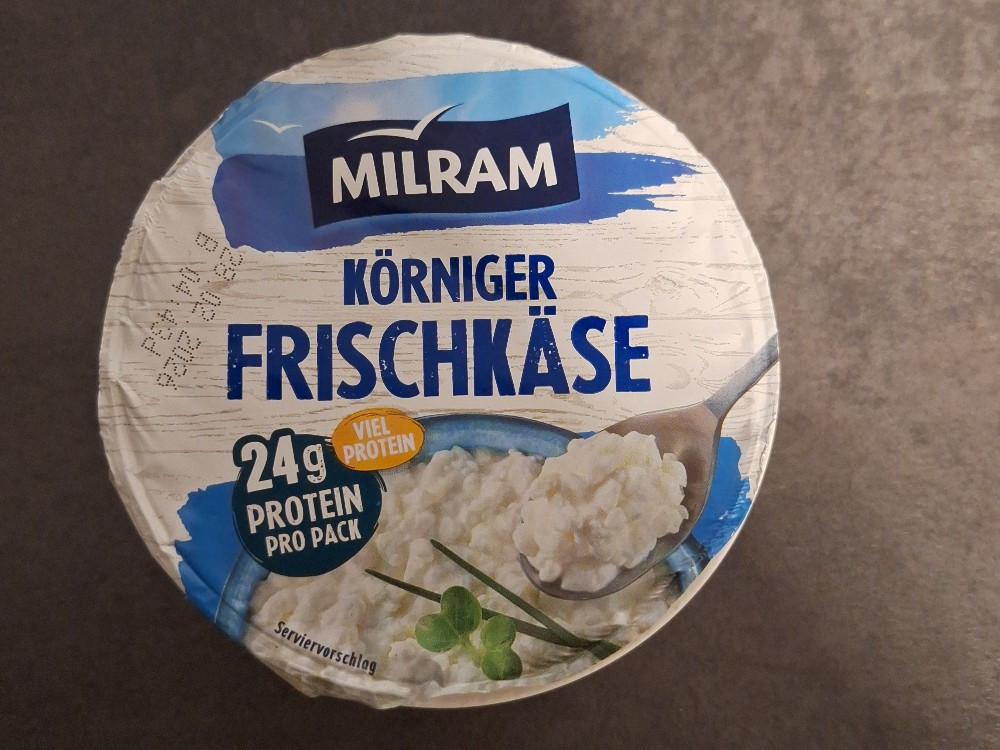 MILRAM
KÖRNIGER
FRISCHKÄSE
VIEL
PROTEIN
24g
PROTEIN
PRO PACK
Serviervorschlag